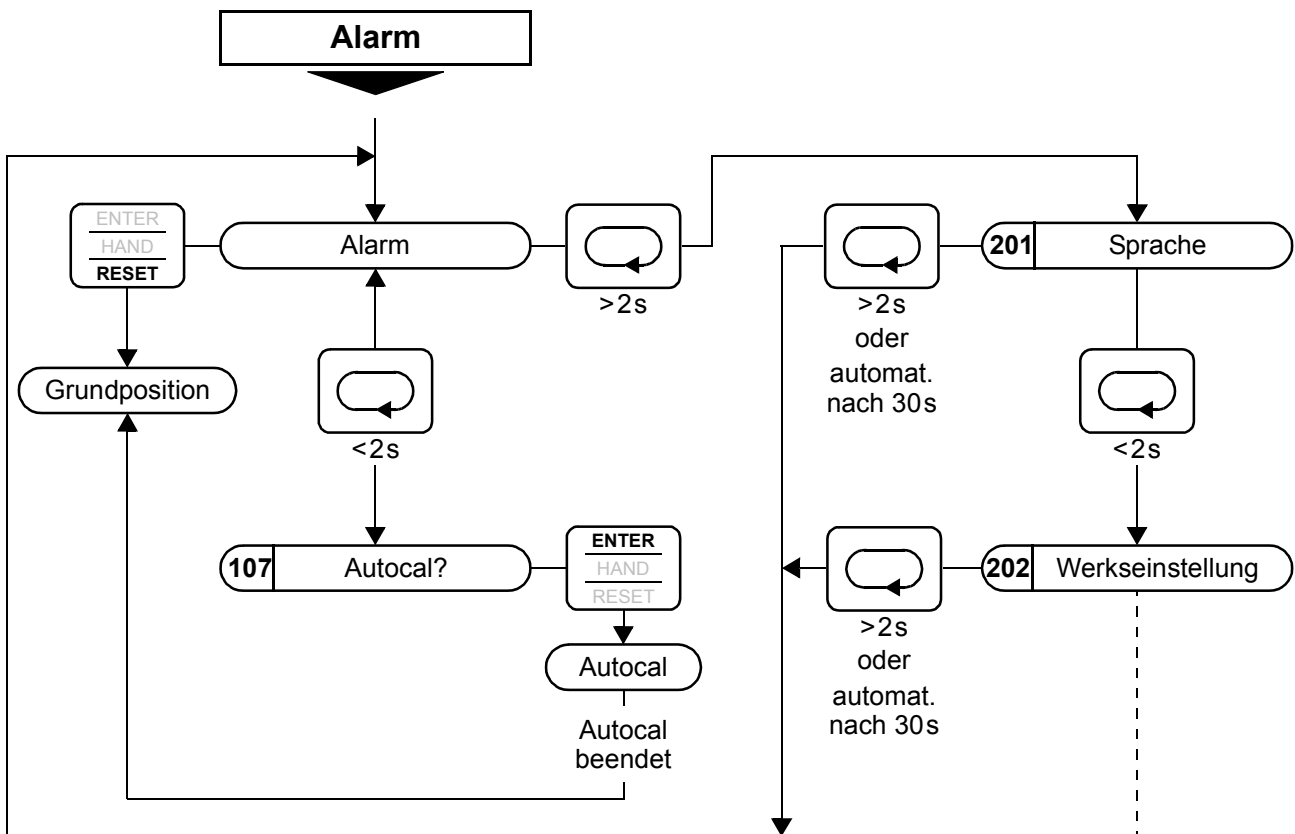 Alarm
ENTER
HAND
RESET
Alarm
>2s
>2s
oder
automat.
nach 30s
201 Sprache
Grundposition
<2s
<2s
107 Autocal?
ENTER
HAND
RESET
>2s
oder
automat.
nach 30s
202 Werkseinstellung
Autocal
Autocal
beendet